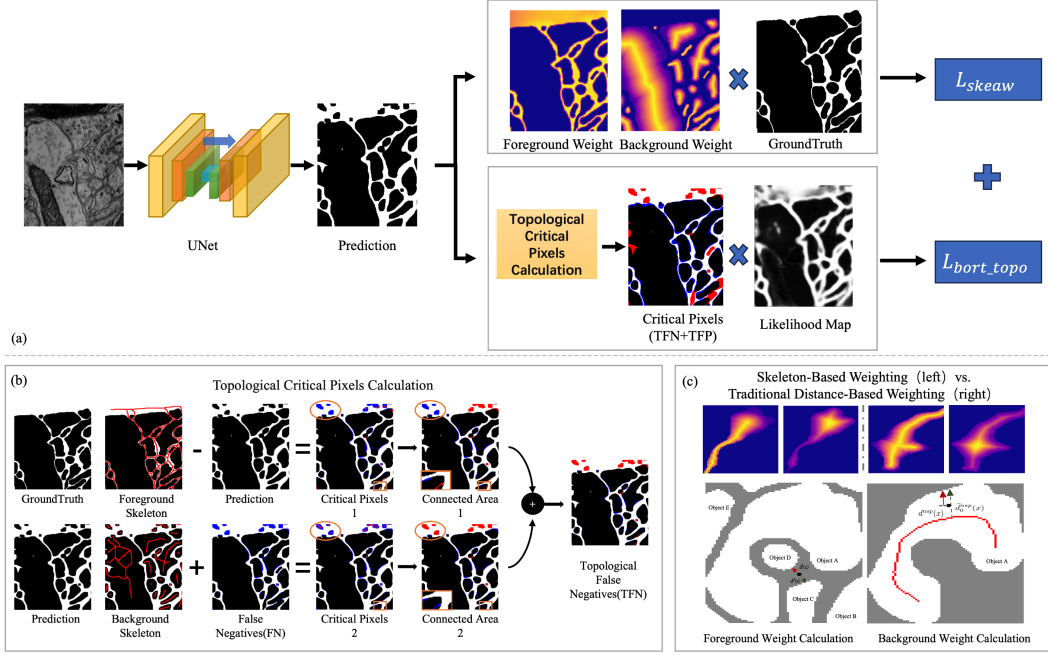 Foreground Weight
Background Weight
GroundTruth
L_skeaw
UNet
Prediction
Topological
Critical
Pixels
Calculation
Critical Pixels
(TFN+TFP)
Likelihood Map
L_bort_topo
(a)
(b)
Topological Critical Pixels Calculation
GroundTruth
Foreground
Skeleton
-
Prediction
=
Critical Pixels
1
Connected Area
1
+
Topological
False
Negatives(TFN)
Prediction
Background
Skeleton
+
False
Negatives(FN)
=
Critical Pixels
2
Connected Area
2
(c)
Skeleton-Based Weighting（left）vs.
Traditional Distance-Based Weighting（right）
Object E
Object D
Object A
Object C
Object B
Foreground Weight Calculation
Object A
Background Weight Calculation